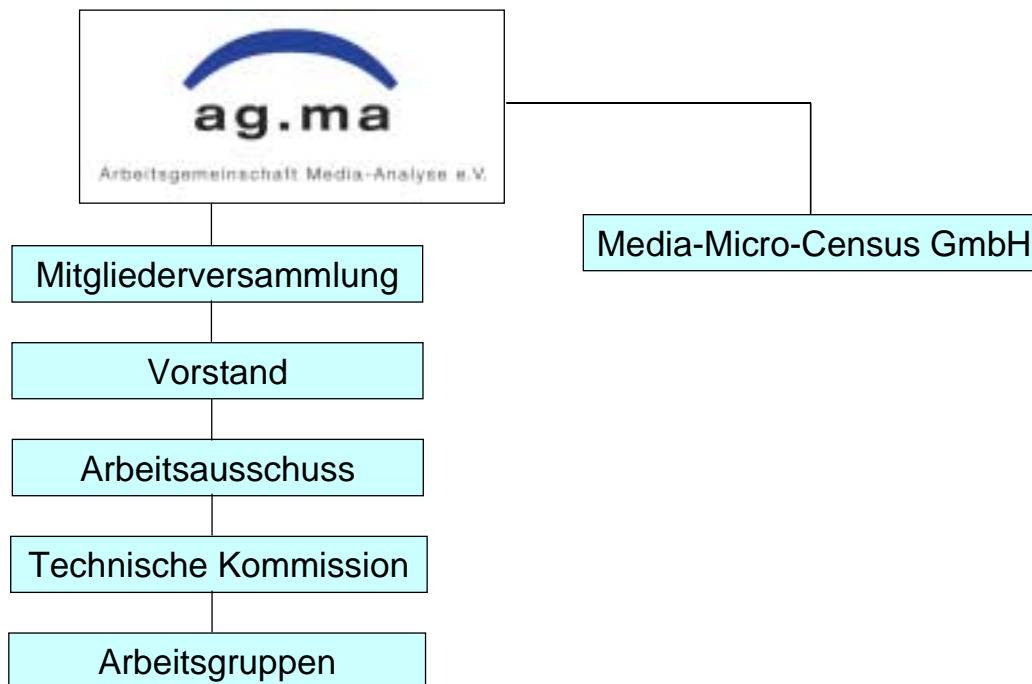 ag.ma
Arbeitsgemeinschaft Media-Analyse e.V.
Media-Micro-Census GmbH
Mitgliederversammlung
Vorstand
Arbeitsausschuss
Technische Kommission
Arbeitsgruppen